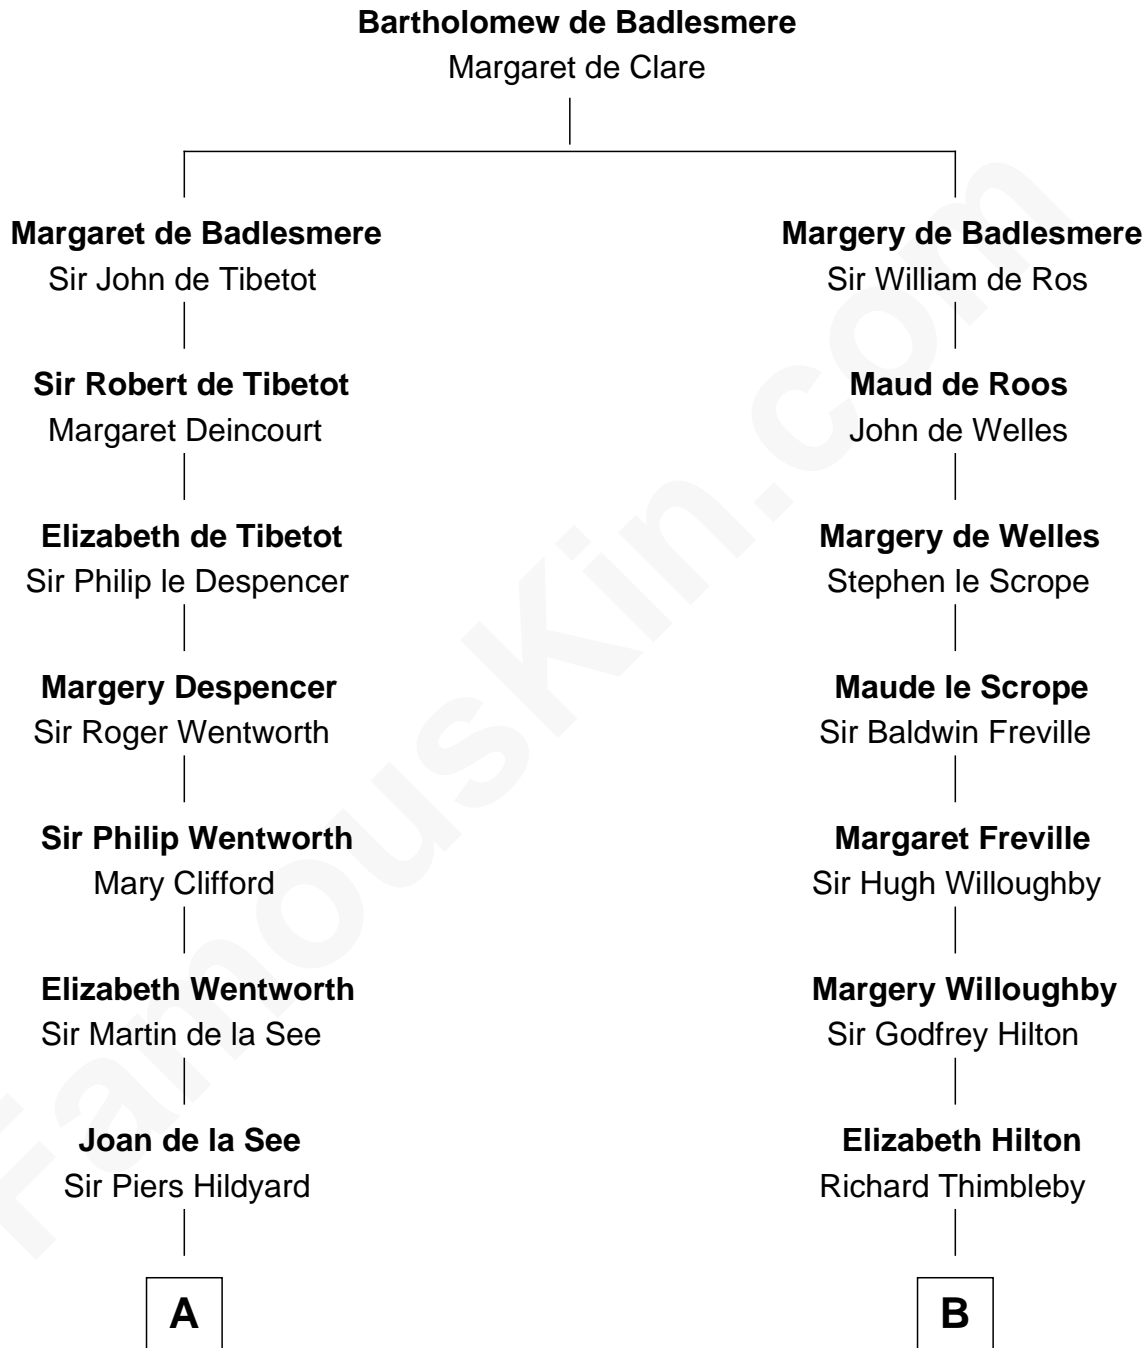 Bartholomew de Badlesmere
Margaret de Clare
Margaret de Badlesmere
Sir John de Tibetot
Margery de Badlesmere
Sir William de Ros
Sir Robert de Tibetot
Margaret Deincourt
Maud de Roos
John de Welles
Elizabeth de Tibetot
Sir Philip le Despencer
Margery de Welles
Stephen le Scrope
Margery Despencer
Sir Roger Wentworth
Maude le Scrope
Sir Baldwin Freville
Sir Philip Wentworth
Mary Clifford
Margaret Freville
Sir Hugh Willoughby
Elizabeth Wentworth
Sir Martin de la See
Margery Willoughby
Sir Godfrey Hilton
Joan de la See
Sir Piers Hildyard
Elizabeth Hilton
Richard Thimbleby
A
B
FamousKin.com